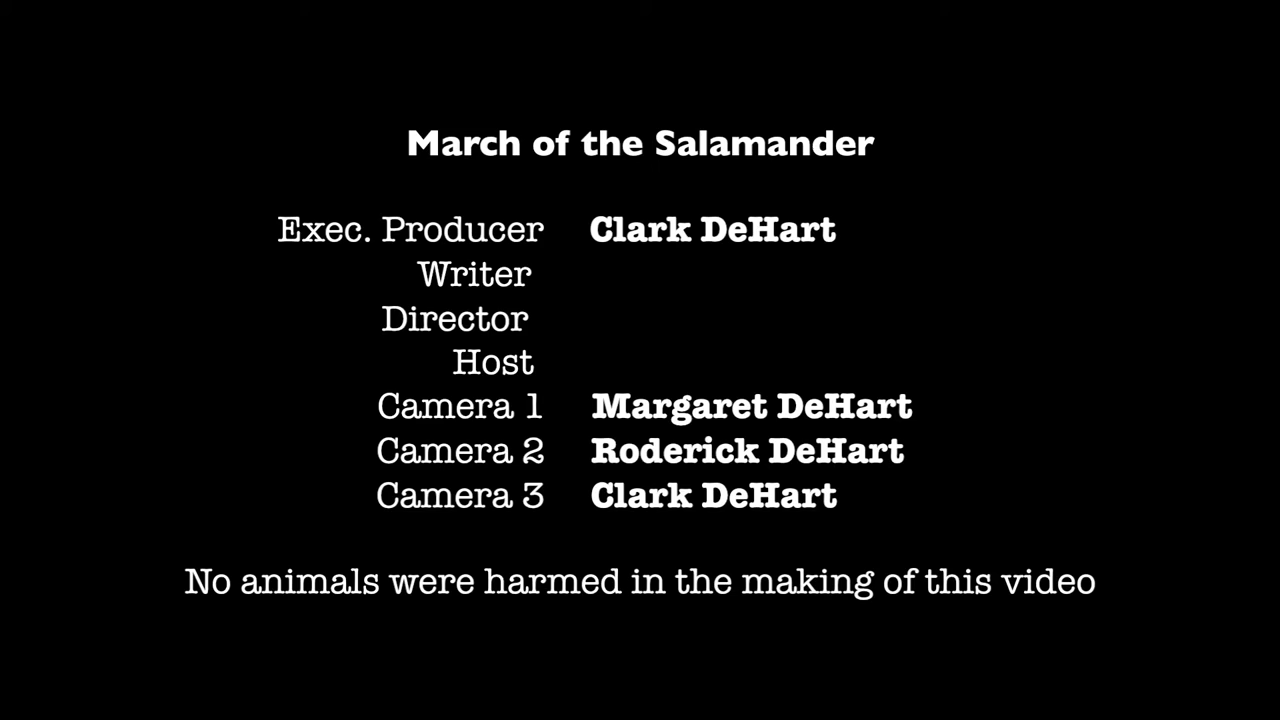 March of the Salamander
Exec. Producer Clark DeHart
Writer
Director
Host
Camera 1 Margaret DeHart
Camera 2 Roderick DeHart
Camera 3 Clark DeHart
No animals were harmed in the making of this video